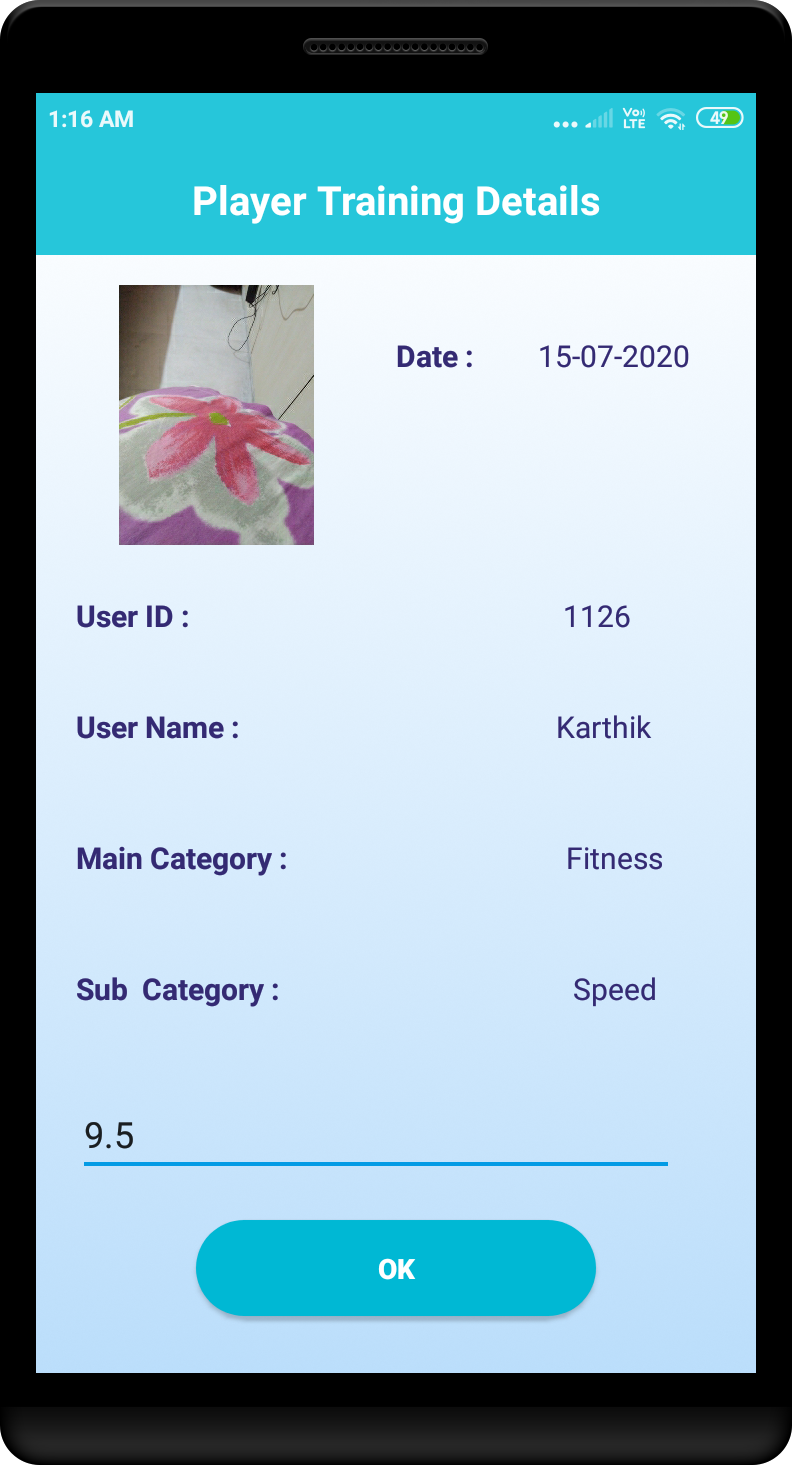 1:16 AM Vo LTE 49
Player Training Details
Date : 15-07-2020
User ID : 1126
User Name : Karthik
Main Category : Fitness
Sub Category : Speed
9.5
OK